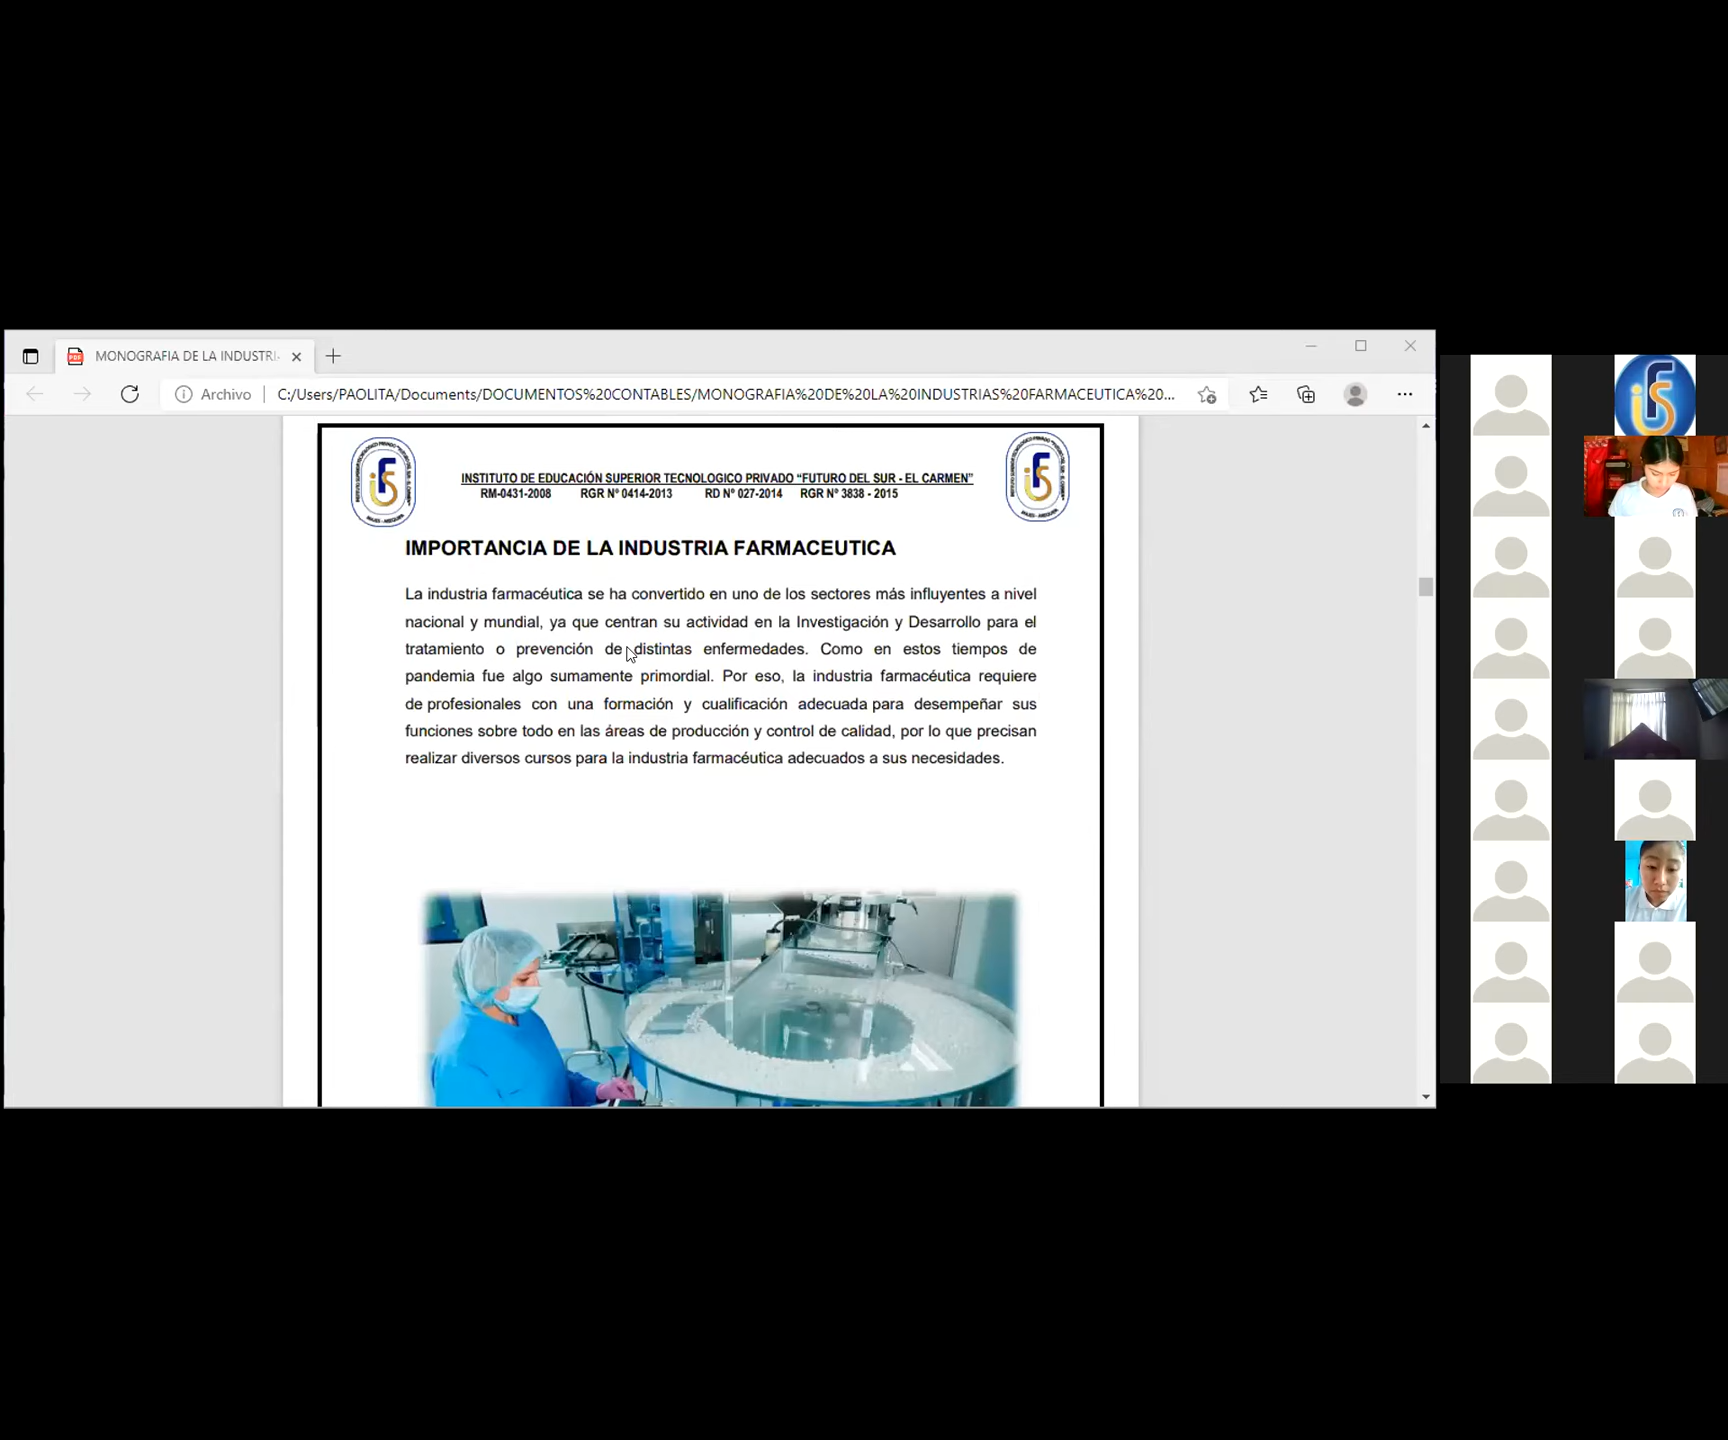 MONOGRAFIA DE LA INDUSTRI
Archivo
C:/Users/PAOLITA/Documents/DOCUMENTOS%20CONTABLES/MONOGRAFIA%20DE%20LA%20INDUSTRIAS%20FARMACEUTICA%20...
INSTITUTO DE EDUCACIÓN SUPERIOR TECNOLOGICO PRIVADO “FUTURO DEL SUR - EL CARMEN”
RM-0431-2008 RGR Nº 0414-2013 RD Nº 027-2014 RGR Nº 3838 - 2015
IMPORTANCIA DE LA INDUSTRIA FARMACEUTICA
La industria farmacéutica se ha convertido en uno de los sectores más influyentes a nivel
nacional y mundial, ya que centran su actividad en la Investigación y Desarrollo para el
tratamiento o prevención de distintas enfermedades. Como en estos tiempos de
pandemia fue algo sumamente primordial. Por eso, la industria farmacéutica requiere
de profesionales con una formación y cualificación adecuada para desempeñar sus
funciones sobre todo en las áreas de producción y control de calidad, por lo que precisan
realizar diversos cursos para la industria farmacéutica adecuados a sus necesidades.